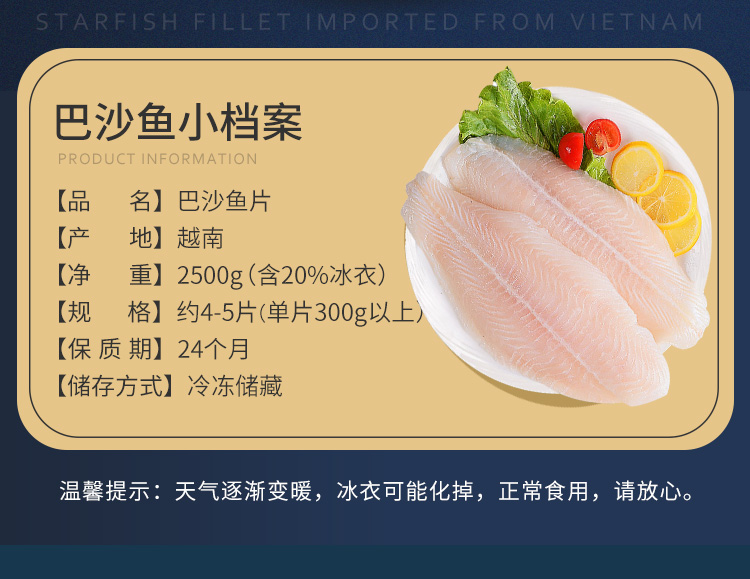 STARFISH FILLET IMPORTED FROM VIETNAM
巴沙鱼小档案
PRODUCT INFORMATION
【品 名】巴沙鱼片
【产 地】越南
【净 重】2500g（含20%冰衣）
【规 格】约4-5片（单片300g以上）
【保质期】24个月
【储存方式】冷冻储藏
温馨提示：天气逐渐变暖，冰衣可能化掉，正常食用，请放心。